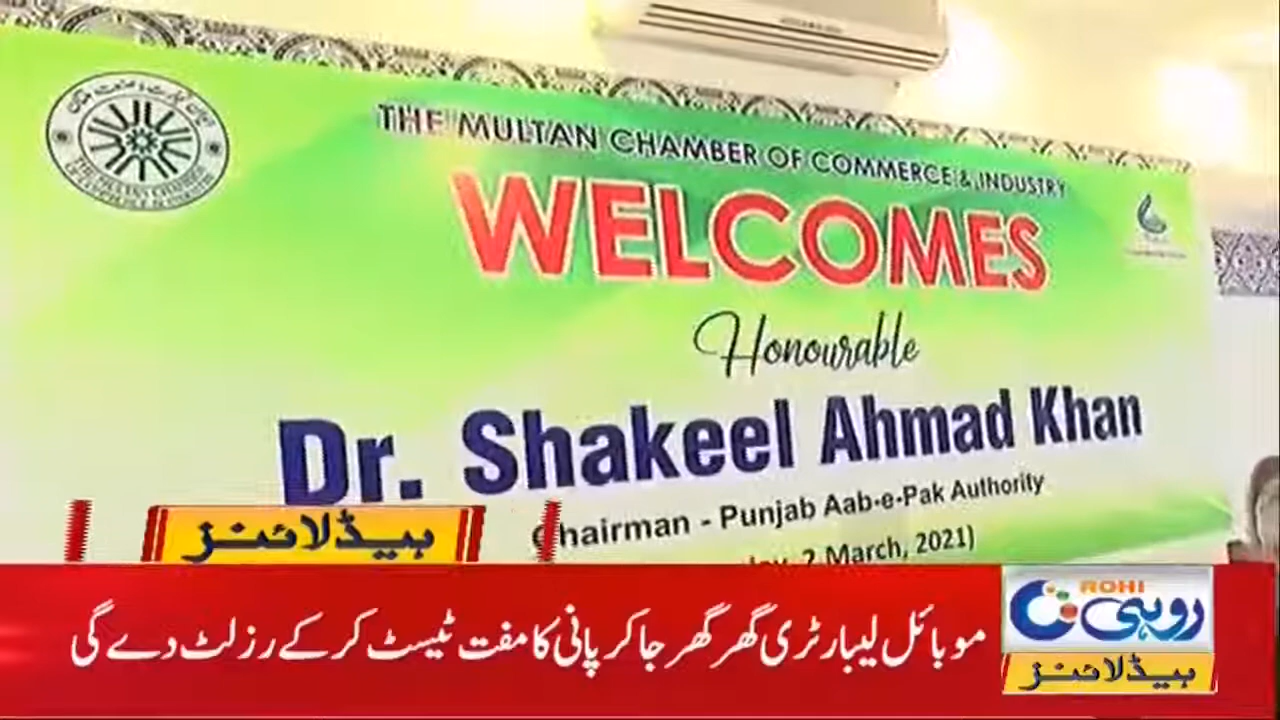 THE MULTAN CHAMBER OF COMMERCE & INDUSTRY
WELCOMES
Honourable
Dr. Shakeel Ahmad Khan
Chairman - Punjab Aab-e-Pak Authority
2 March, 2021)
ہیڈلائنز
موبائل لیبارٹری گھر گھر جا کر پانی کا مفت ٹیسٹ کر کے رزلٹ دے گی
ROHI
روہی
ہیڈلائنز